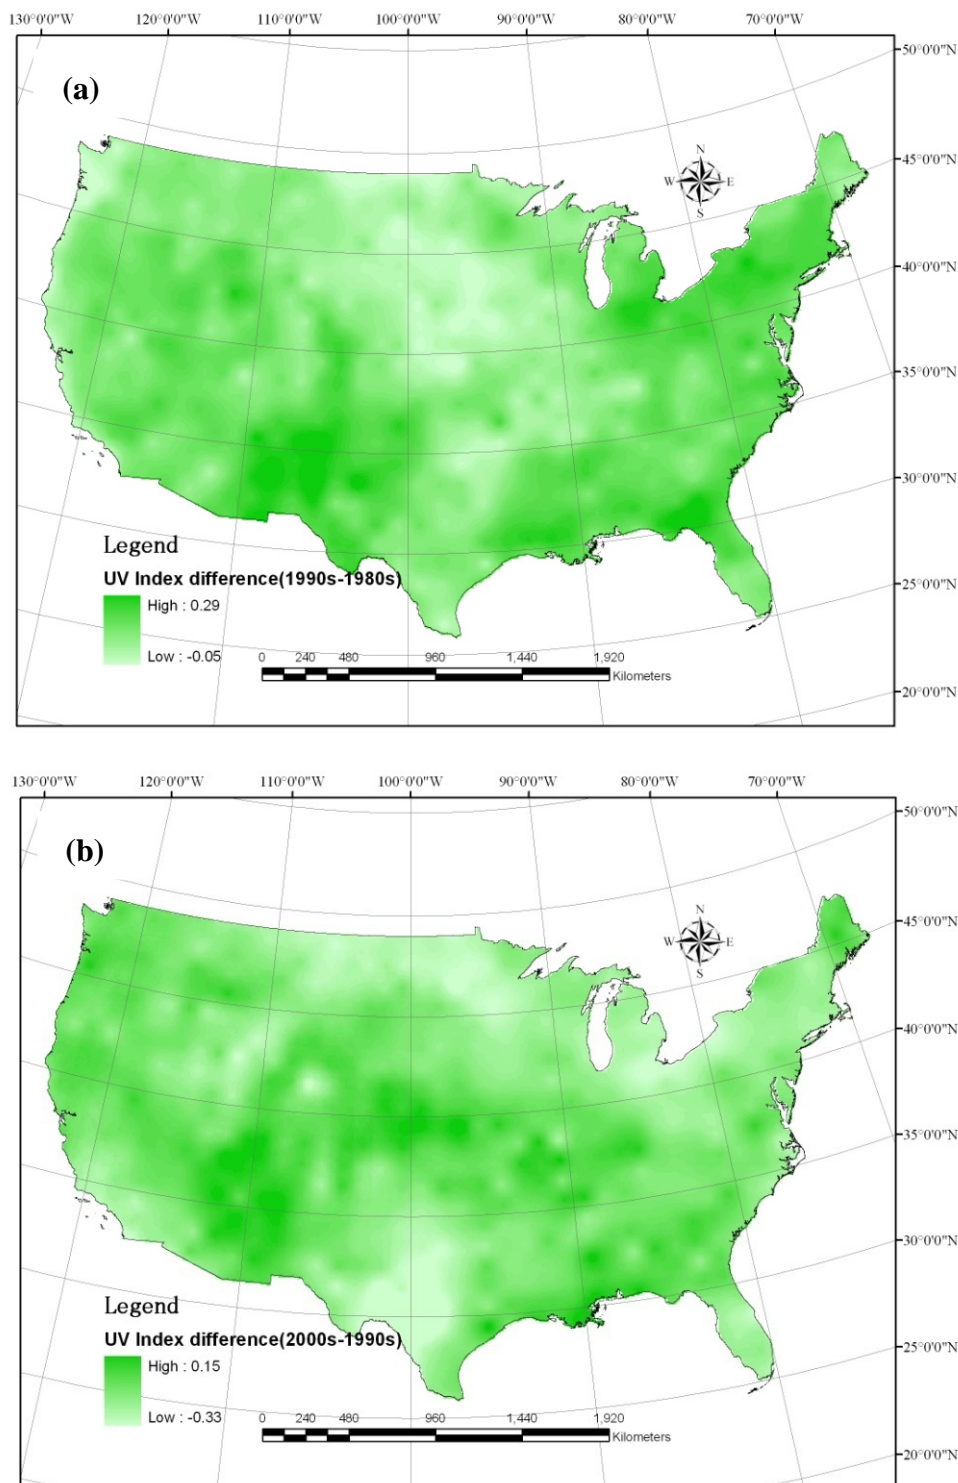 130°0'0"W 120°0'0"W 110°0'0"W 100°0'0"W 90°0'0"W 80°0'0"W 70°0'0"W
50°0'0"N
(a)
45°0'0"N
N
W E
S
40°0'0"N
35°0'0"N
30°0'0"N
Legend
UV Index difference(1990s-1980s)
25°0'0"N
High : 0.29
Low : -0.05
0 240 480 960 1,440 1,920
Kilometers
20°0'0"N
130°0'0"W 120°0'0"W 110°0'0"W 100°0'0"W 90°0'0"W 80°0'0"W 70°0'0"W
50°0'0"N
(b)
45°0'0"N
N
W E
S
40°0'0"N
35°0'0"N
30°0'0"N
Legend
UV Index difference(2000s-1990s)
25°0'0"N
High : 0.15
Low : -0.33
0 240 480 960 1,440 1,920
Kilometers
20°0'0"N